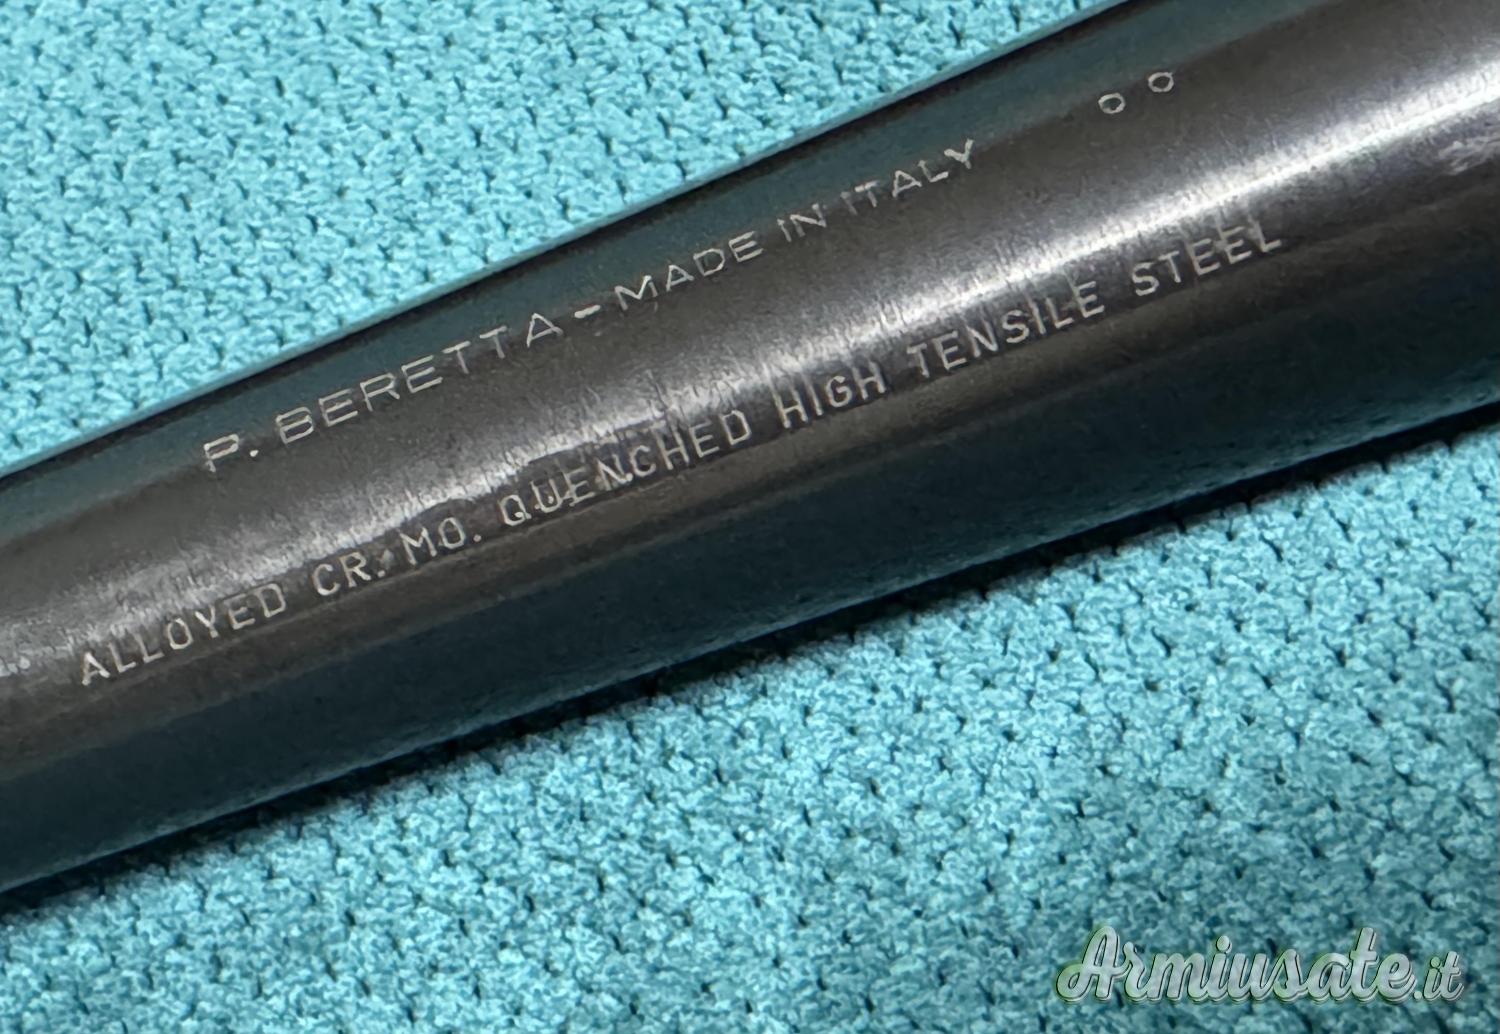 P. BERETTA - MADE IN ITALY o o
ALLOYED CR. MO. QUENCHED HIGH TENSILE STEEL
Armiusate.it